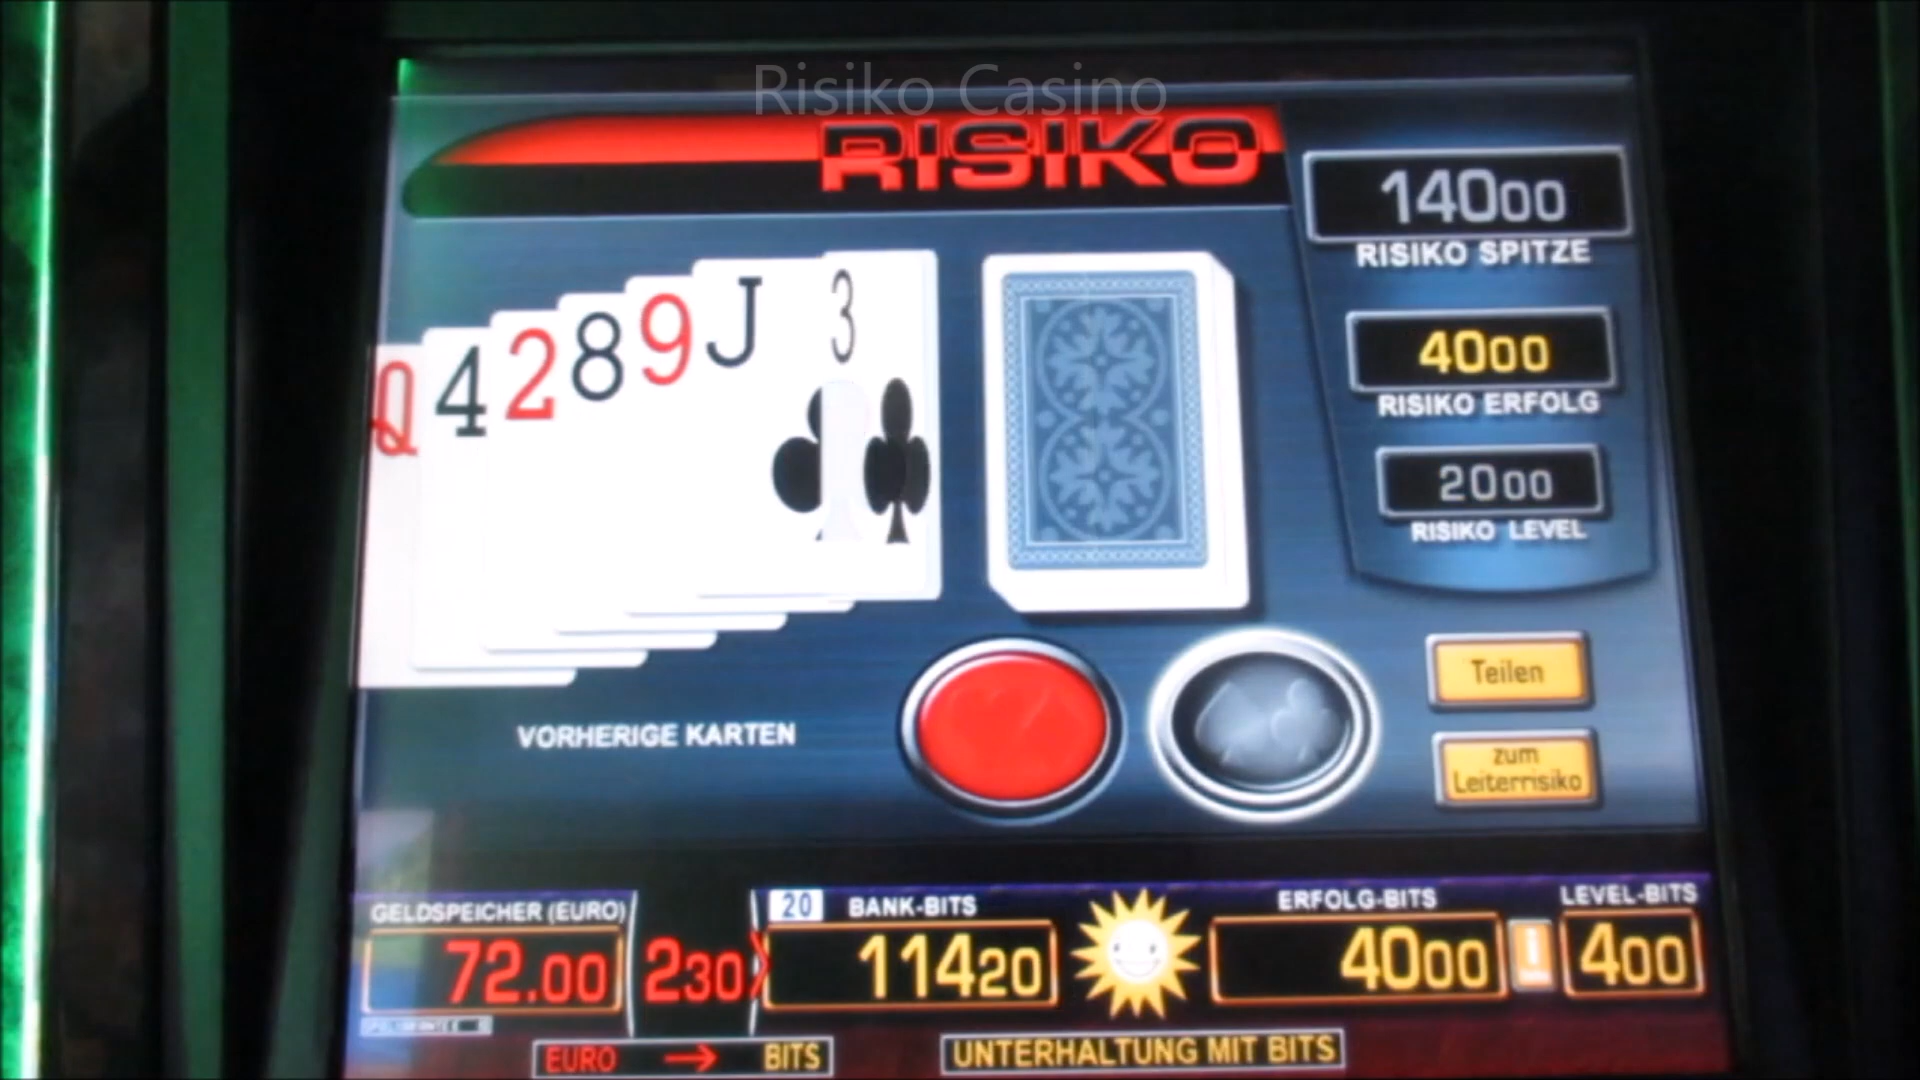 Risiko Casino
RISIKO
14000
RISIKO SPITZE
Q 4 2 8 9 J 3
4000
RISIKO ERFOLG
2000
RISIKO LEVEL
Teilen
VORHERIGE KARTEN
zum
Leiterrisiko
GELDSPEICHER (EURO)
72.00
230
20 BANK-BITS
11420
ERFOLG-BITS
4000
i
LEVEL-BITS
400
EURO → BITS
UNTERHALTUNG MIT BITS